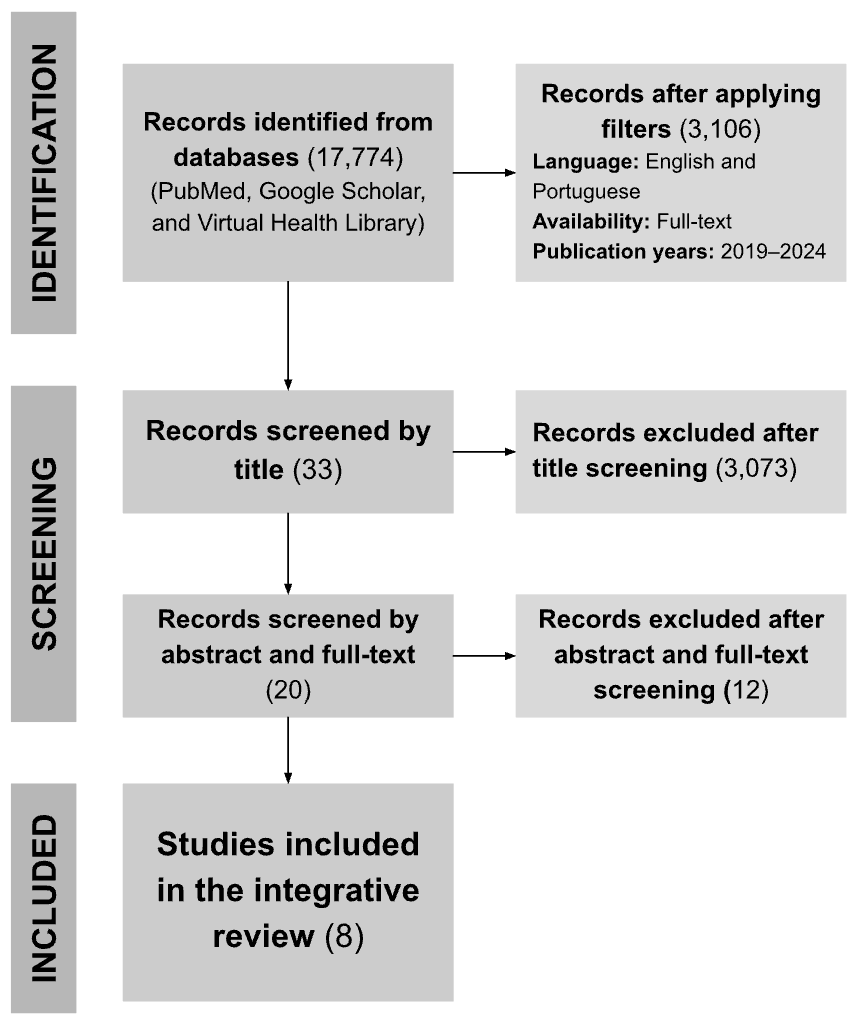 IDENTIFICATION
Records identified from
databases (17,774)
(PubMed, Google Scholar,
and Virtual Health Library)
Records after applying
filters (3,106)
Language: English and
Portuguese
Availability: Full-text
Publication years: 2019–2024
SCREENING
Records screened by
title (33)
Records excluded after
title screening (3,073)
Records screened by
abstract and full-text
(20)
Records excluded after
abstract and full-text
screening (12)
INCLUDED
Studies included
in the integrative
review (8)